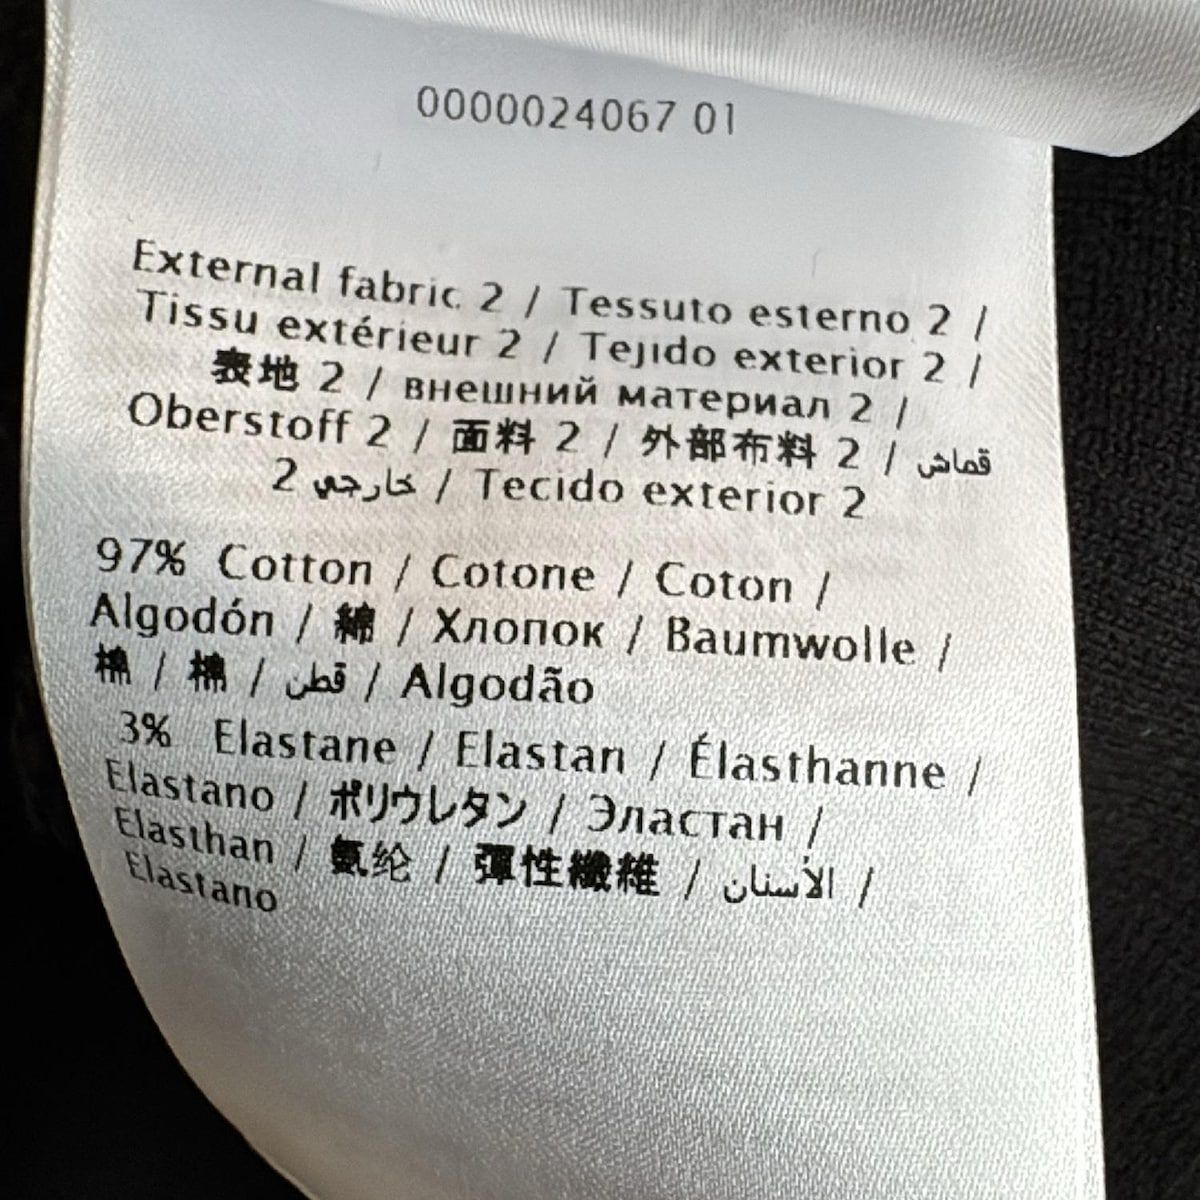 0000024067 01
External fabric 2 / Tessuto esterno 2 /
Tissu extérieur 2 / Tejido exterior 2 /
表地 2 / внешний материал 2 /
Oberstoff 2 / 面料 2 / 外部布料 2 / قماش
خارجي 2 / Tecido exterior 2
97% Cotton / Cotone / Coton /
Algodón / 綿 / Хлопок / Baumwolle /
棉 / 棉 / قطن / Algodão
3% Elastane / Elastan / Élasthanne /
Elastano / ポリウレタン / Эластан /
Elasthan / 氨纶 / 彈性纖維 / الأسنان /
Elastano